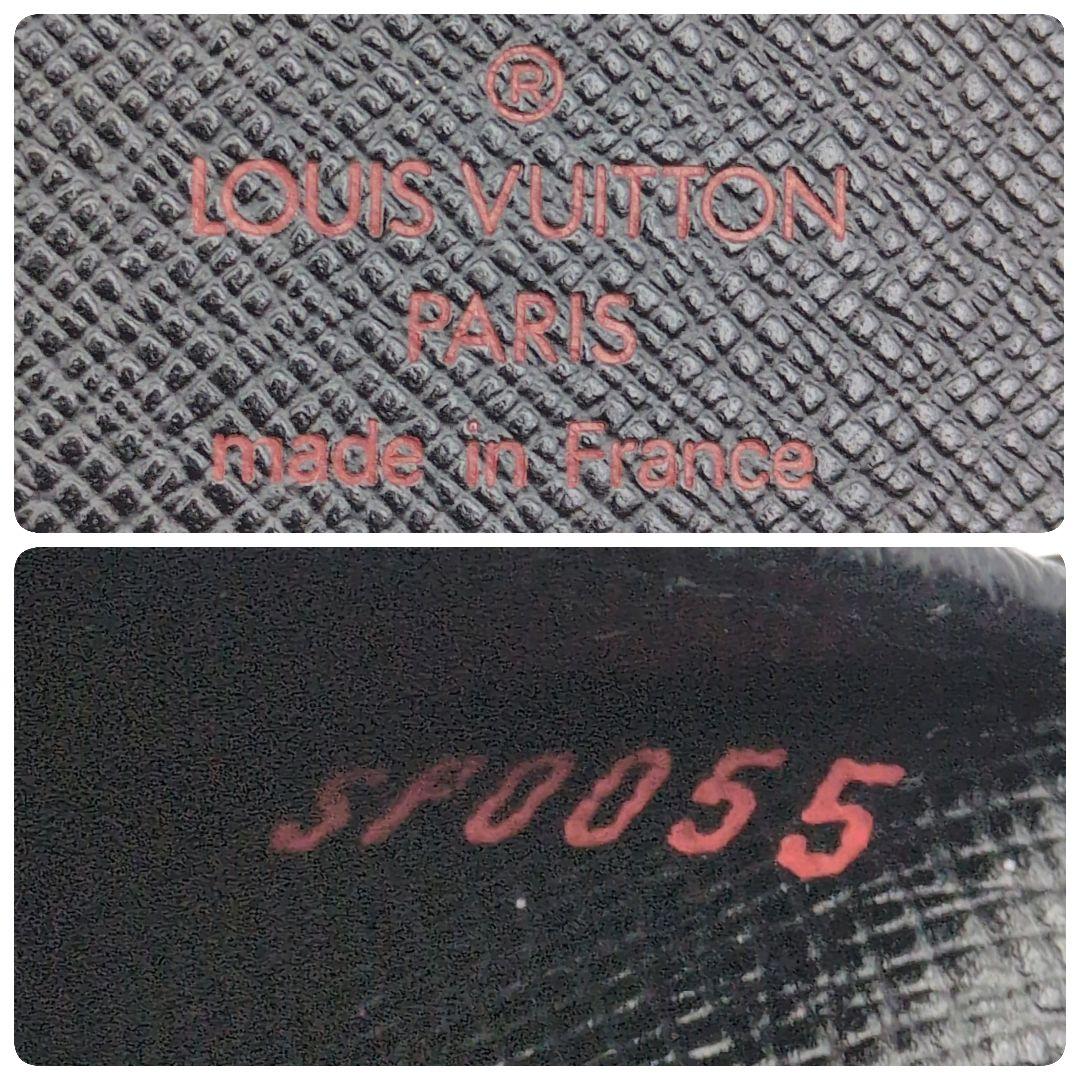 ®
LOUIS VUITTON
PARIS
made in France
SP0055